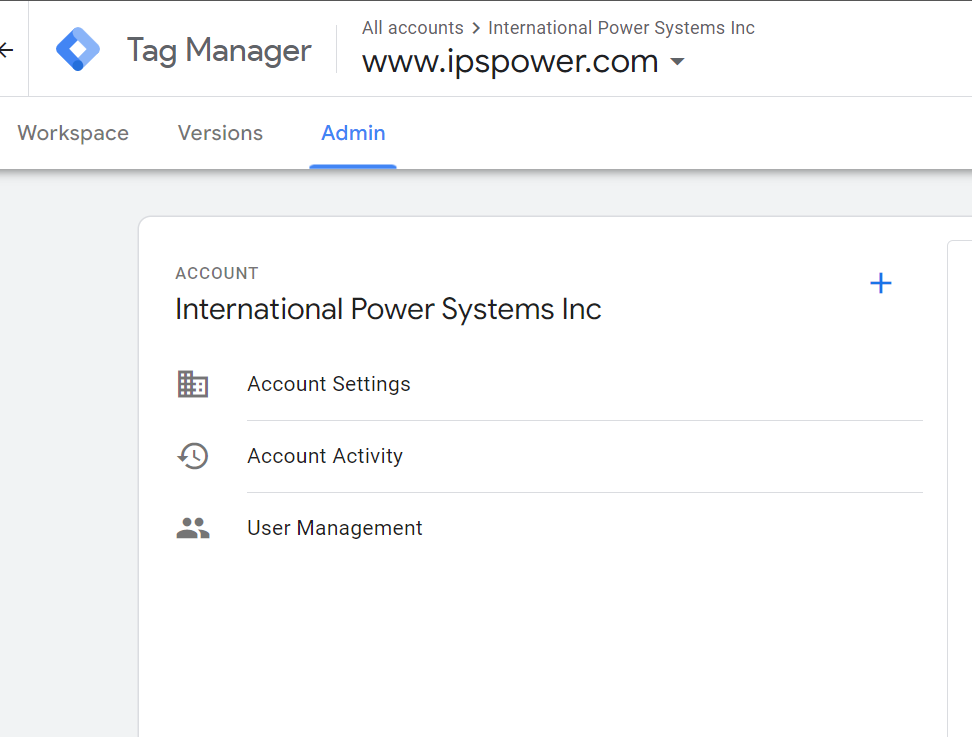 Tag Manager
All accounts > International Power Systems Inc
www.ipspower.com
Workspace Versions Admin
ACCOUNT
International Power Systems Inc
Account Settings
Account Activity
User Management